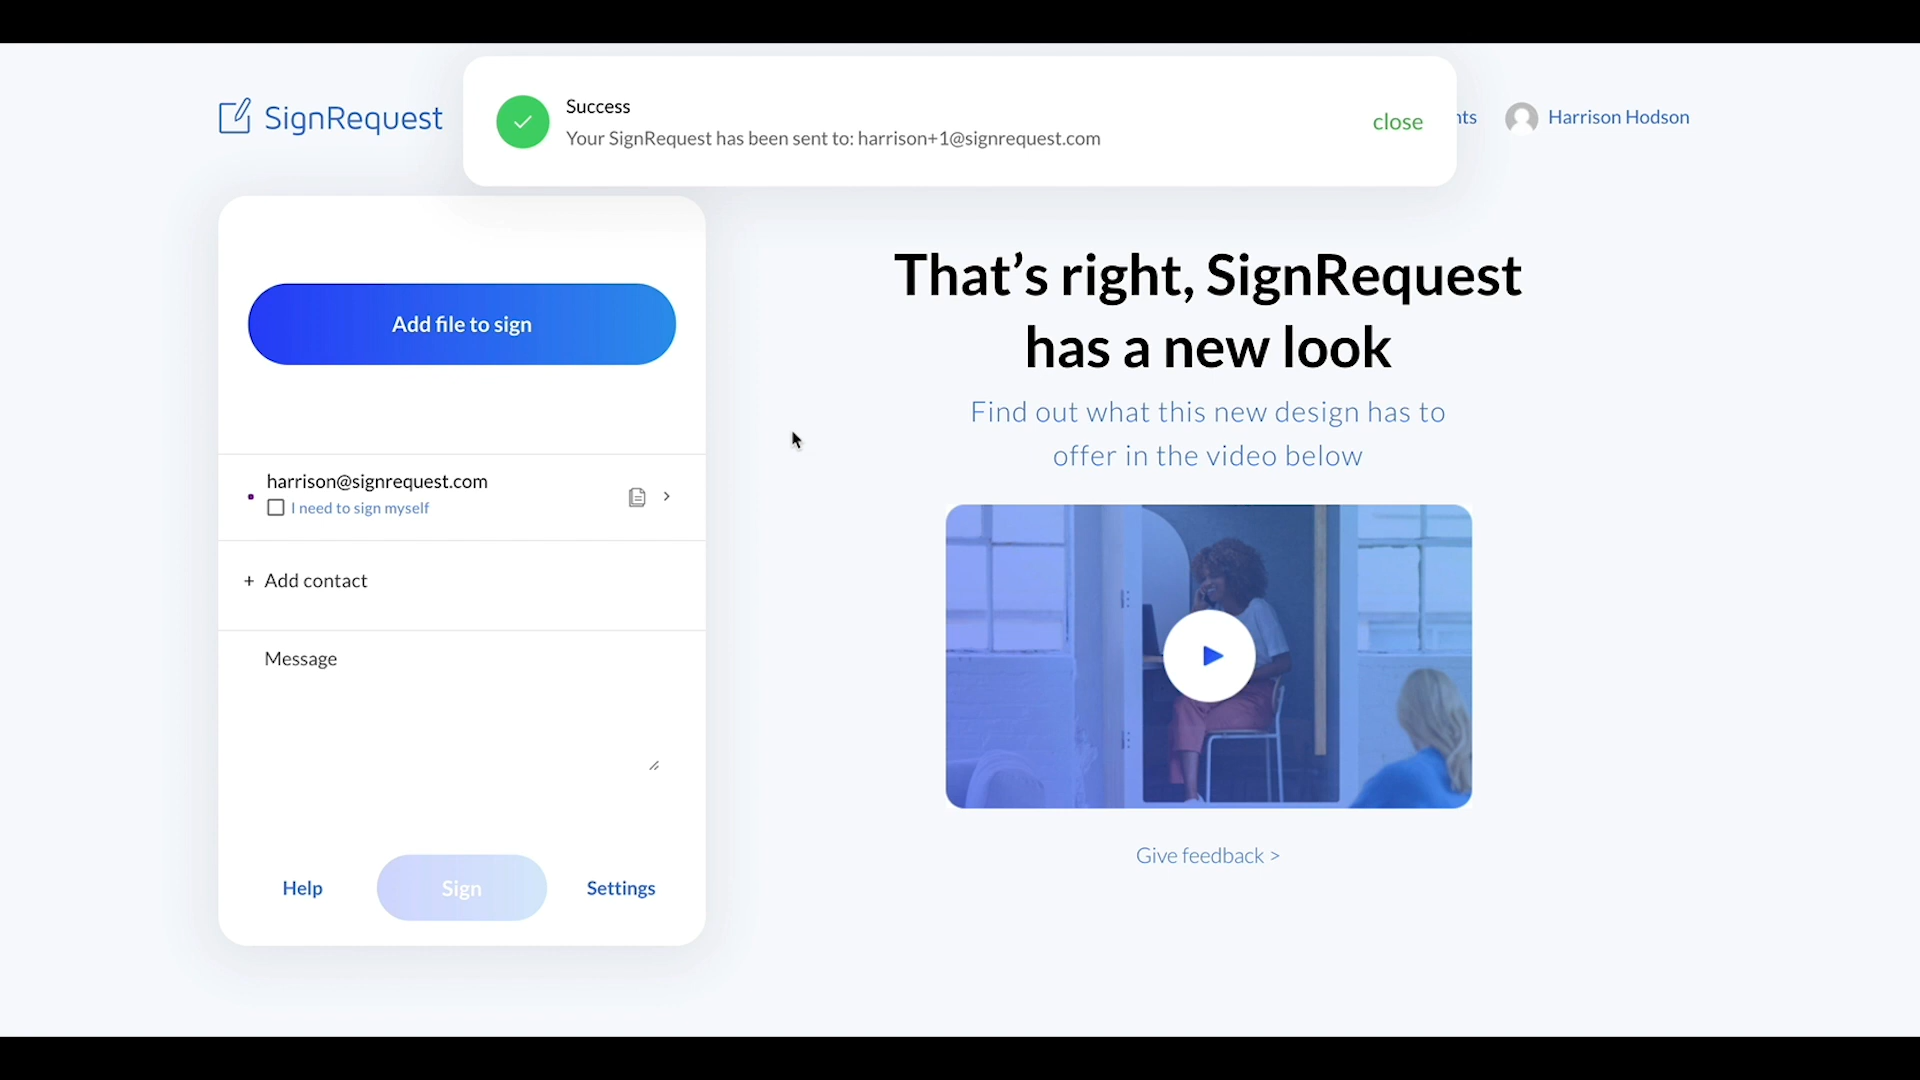 SignRequest
Success
Your SignRequest has been sent to: harrison+1@signrequest.com
close
nts
Harrison Hodson
Add file to sign
harrison@signrequest.com
I need to sign myself
+ Add contact
Message
Help
Sign
Settings
That’s right, SignRequest
has a new look
Find out what this new design has to
offer in the video below
Give feedback >